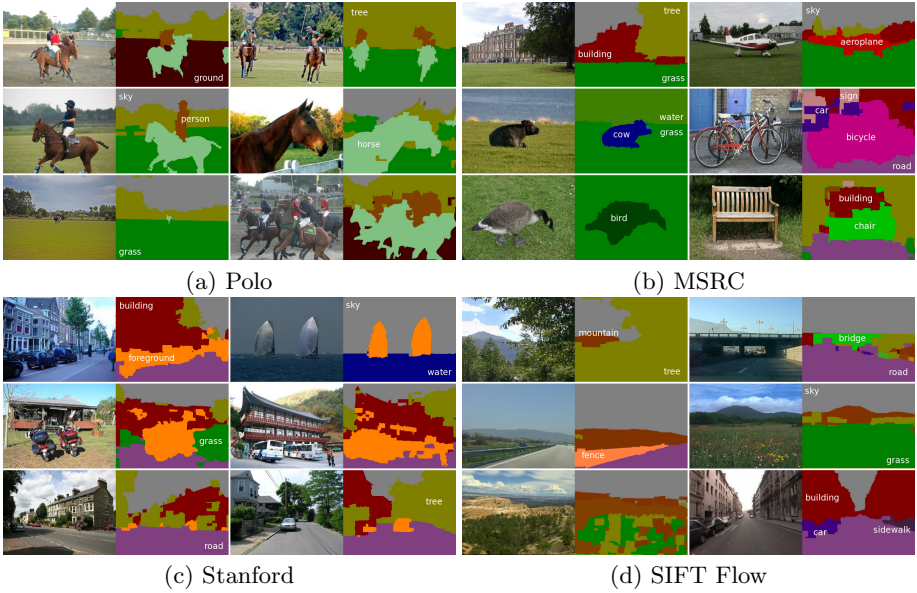 tree
ground
sky
person
horse
grass
(a) Polo
tree
building
grass
sky
aeroplane
water
grass
cow
sign
car
bicycle
road
bird
building
chair
(b) MSRC
building
foreground
sky
water
grass
tree
road
(c) Stanford
mountain
tree
bridge
road
fence
sky
grass
building
sidewalk
car
(d) SIFT Flow